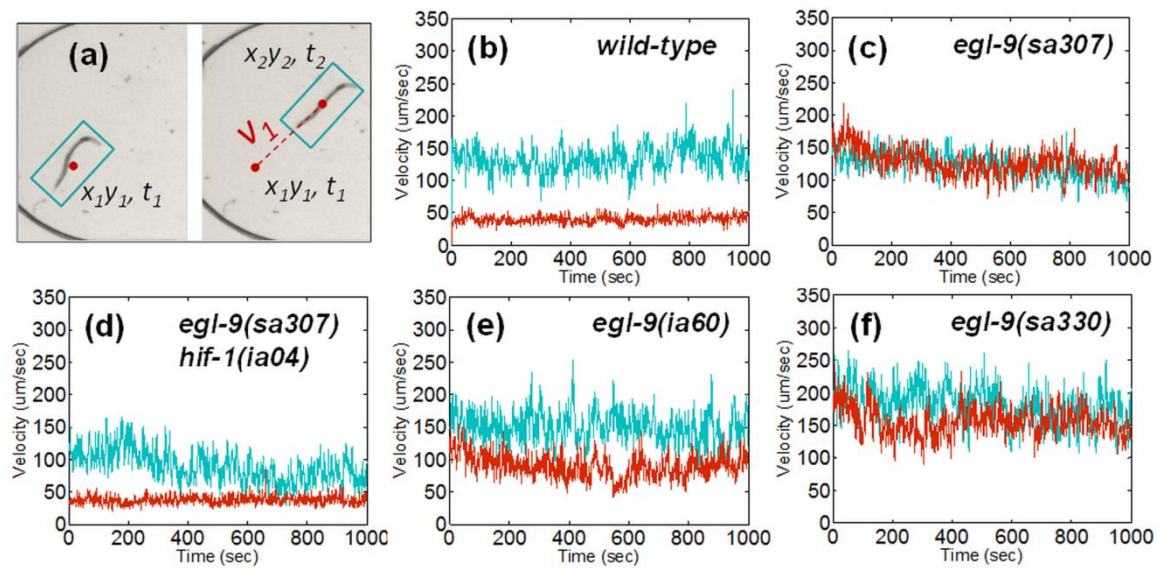 (a)
x₁y₁, t₁
x₂y₂, t₂
v₁
x₁y₁, t₁
(b)
wild-type
Velocity (um/sec)
350
300
250
200
150
100
50
0
0 200 400 600 800 1000
Time (sec)
(c)
egl-9(sa307)
Velocity (um/sec)
350
300
250
200
150
100
50
0
0 200 400 600 800 1000
Time (sec)
(d)
egl-9(sa307)
hif-1(ia04)
Velocity (um/sec)
350
300
250
200
150
100
50
0
0 200 400 600 800 1000
Time (sec)
(e)
egl-9(ia60)
Velocity (um/sec)
350
300
250
200
150
100
50
0
0 200 400 600 800 1000
Time (sec)
(f)
egl-9(sa330)
Velocity (um/sec)
350
300
250
200
150
100
50
0
0 200 400 600 800 1000
Time (sec)